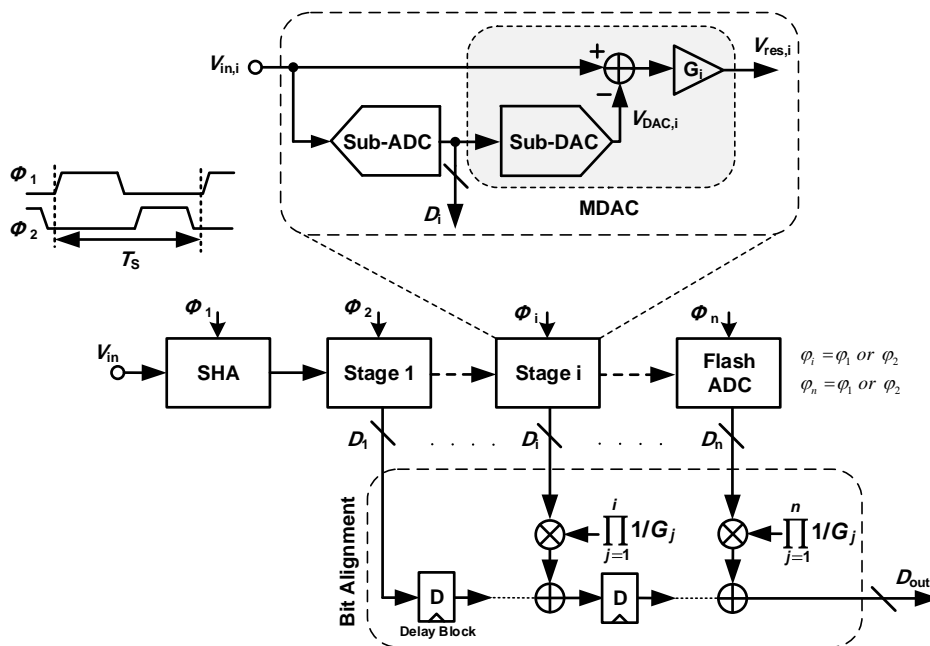 V_in,i
+
−
G_i
V_res,i
V_DAC,i
Sub-ADC
Sub-DAC
D_i
MDAC
Φ_1
Φ_2
T_S
Φ_1
Φ_2
Φ_i
Φ_n
V_in
SHA
Stage 1
Stage i
Flash
ADC
φ_i = φ_1 or φ_2
φ_n = φ_1 or φ_2
D_1
. . . .
D_i
. . . .
D_n
Bit Alignment
∏_{j=1}^{i} 1/G_j
∏_{j=1}^{n} 1/G_j
D
Delay Block
D
D_out